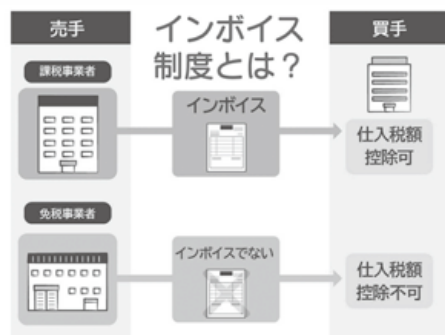 売手
インボイス
制度とは？
買手
課税事業者
インボイス
仕入税額
控除可
免税事業者
インボイスでない
仕入税額
控除不可